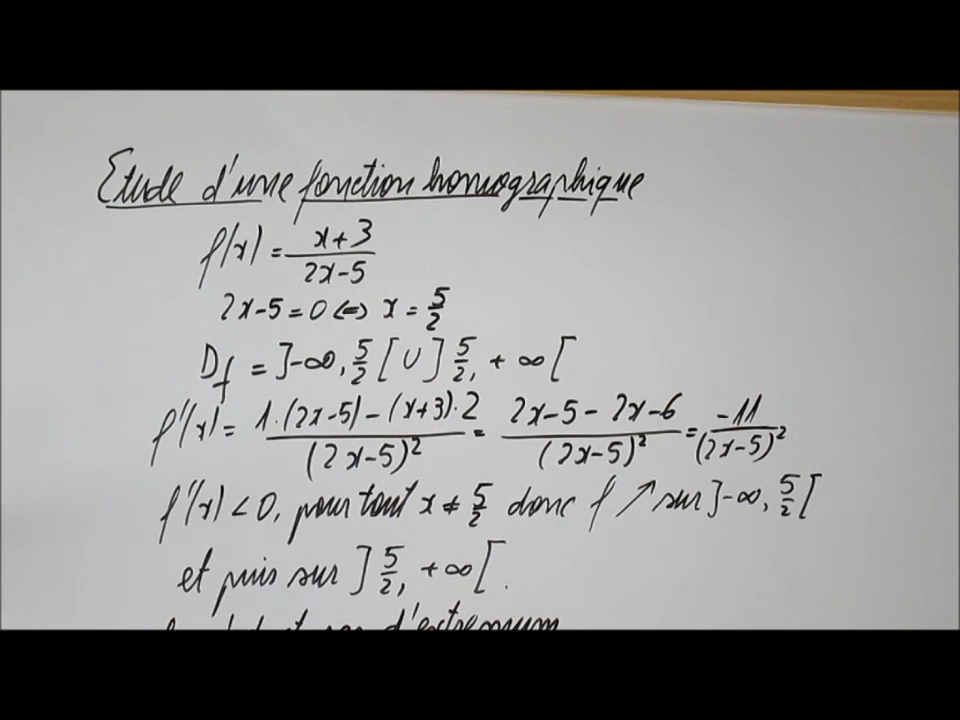 Etude d'une fonction homographique
f(x) = (x+3)/(2x-5)
2x-5=0 <=> x = 5/2
Df = ]-∞, 5/2 [ ∪ ] 5/2, +∞ [
f'(x) = (1.(2x-5) - (x+3).2)/(2x-5)² = (2x-5-2x-6)/(2x-5)² = -11/(2x-5)²
f'(x) < 0, pour tout x ≠ 5/2 donc f ↗ sur ]-∞, 5/2 [
et puis sur ] 5/2, +∞ [.
d'extremum